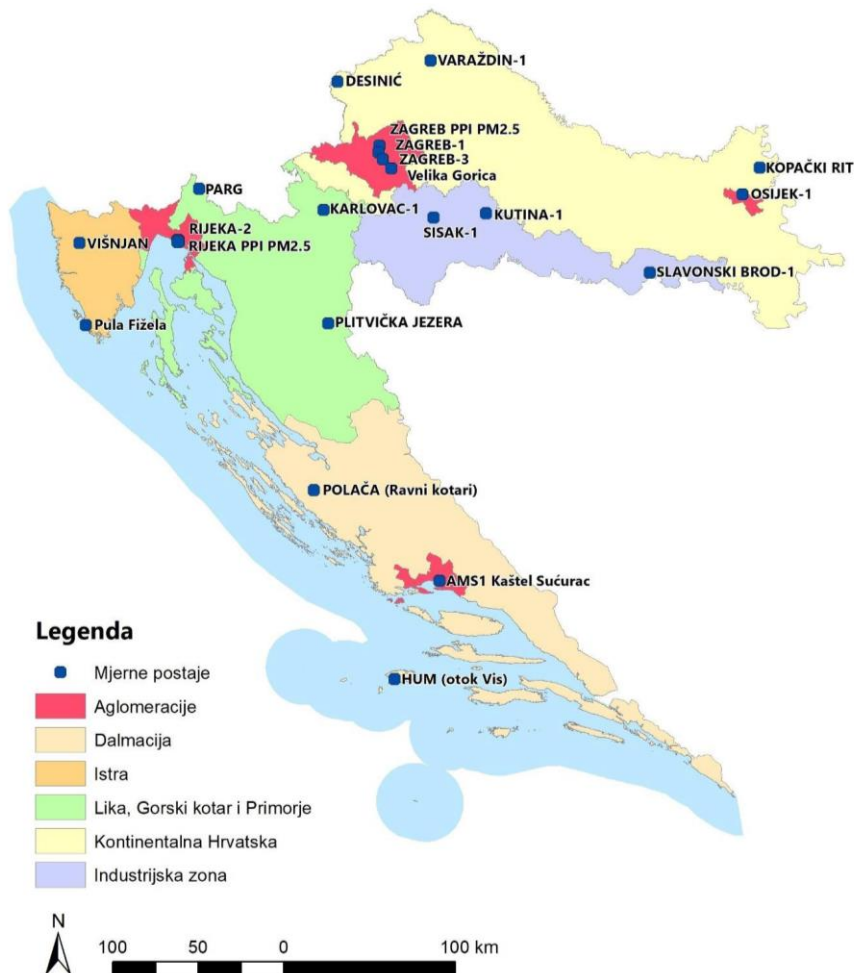 VARAŽDIN-1
DESINIĆ
ZAGREB PPI PM2.5
ZAGREB-1
ZAGREB-3
Velika Gorica
KOPAČKI RIT
OSIJEK-1
PARG
KARLOVAC-1
KUTINA-1
SISAK-1
RIJEKA-2
RIJEKA PPI PM2.5
VIŠNJAN
SLAVONSKI BROD-1
Pula Fižela
PLITVIČKA JEZERA
POLAČA (Ravni kotari)
AMS1 Kaštel Sućurac
HUM (otok Vis)
Legenda
Mjerne postaje
Aglomeracije
Dalmacija
Istra
Lika, Gorski kotar i Primorje
Kontinentalna Hrvatska
Industrijska zona
N
100 50 0 100 km